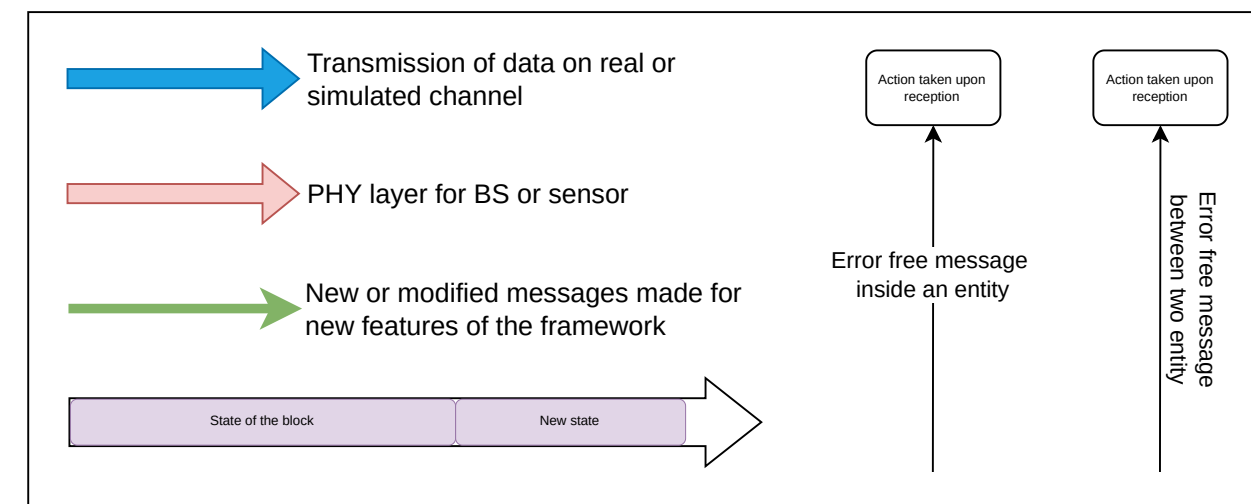 Transmission of data on real or
simulated channel
PHY layer for BS or sensor
New or modified messages made for
new features of the framework
State of the block
New state
Action taken upon
reception
Error free message
inside an entity
Action taken upon
reception
Error free message
between two entity